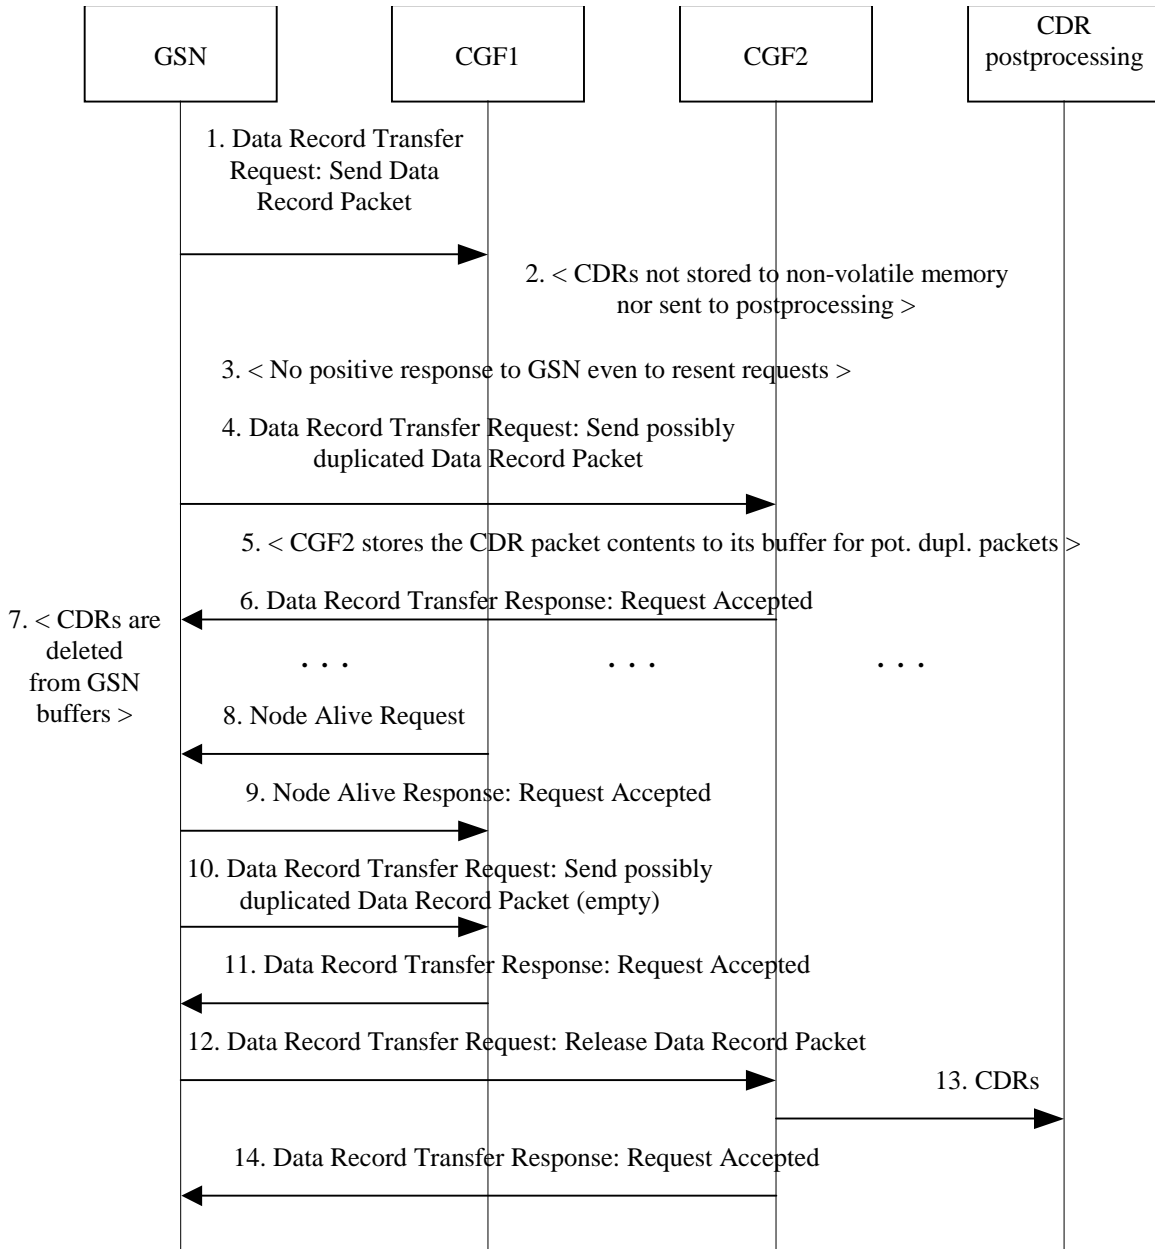 GSN
CGF1
CGF2
CDR
postprocessing
1. Data Record Transfer
Request: Send Data
Record Packet
2. < CDRs not stored to non-volatile memory
nor sent to postprocessing >
3. < No positive response to GSN even to resent requests >
4. Data Record Transfer Request: Send possibly
duplicated Data Record Packet
5. < CGF2 stores the CDR packet contents to its buffer for pot. dupl. packets >
6. Data Record Transfer Response: Request Accepted
7. < CDRs are
deleted
from GSN
buffers >
. . .
. . .
. . .
8. Node Alive Request
9. Node Alive Response: Request Accepted
10. Data Record Transfer Request: Send possibly
duplicated Data Record Packet (empty)
11. Data Record Transfer Response: Request Accepted
12. Data Record Transfer Request: Release Data Record Packet
13. CDRs
14. Data Record Transfer Response: Request Accepted